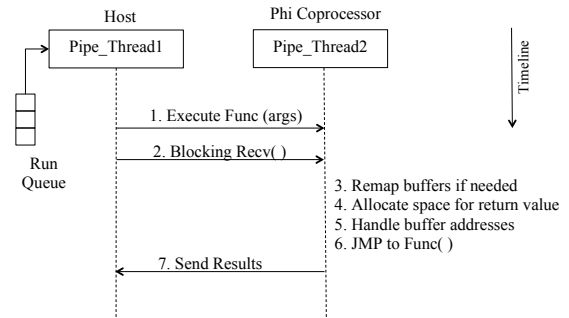 Host
Phi Coprocessor
Pipe_Thread1
Pipe_Thread2
Timeline
1. Execute Func (args)
2. Blocking Recv( )
Run
Queue
3. Remap buffers if needed
4. Allocate space for return value
5. Handle buffer addresses
6. JMP to Func( )
7. Send Results